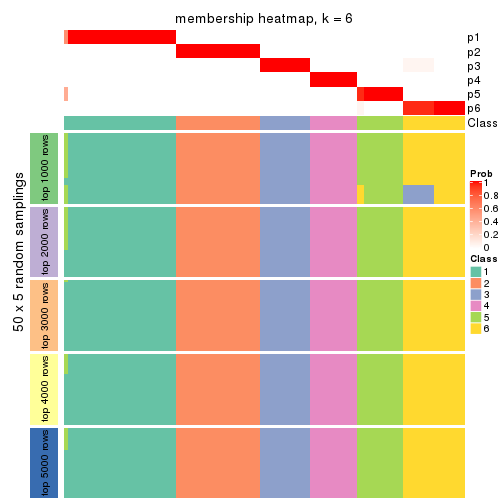 membership heatmap, k = 6
p1
p2
p3
p4
p5
p6
Class
50 x 5 random samplings
top 1000 rows
top 2000 rows
top 3000 rows
top 4000 rows
top 5000 rows
Prob
1
0.8
0.6
0.4
0.2
0
Class
1
2
3
4
5
6